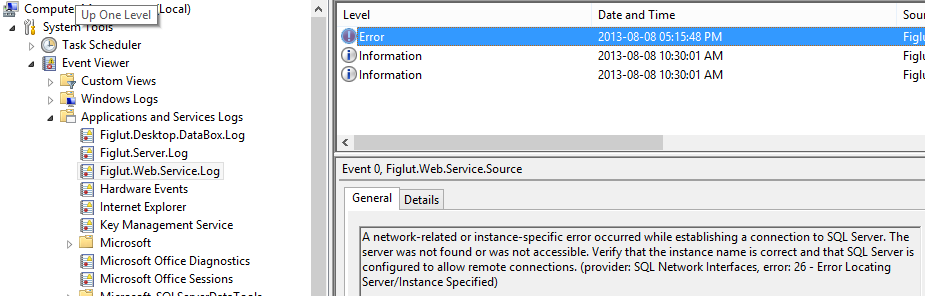 Compute (Local)
Up One Level
System Tools
Task Scheduler
Event Viewer
Custom Views
Windows Logs
Applications and Services Logs
Figlut.Desktop.DataBox.Log
Figlut.Server.Log
Figlut.Web.Service.Log
Hardware Events
Internet Explorer
Key Management Service
Microsoft
Microsoft Office Diagnostics
Microsoft Office Sessions
Microsoft-SQLServerDataTools
Level Date and Time Sou
Error 2013-08-08 05:15:48 PM Figlu
Information 2013-08-08 10:30:01 AM Figlu
Information 2013-08-08 10:30:01 AM Figlu
Event 0, Figlut.Web.Service.Source
General Details
A network-related or instance-specific error occurred while establishing a connection to SQL Server. The
server was not found or was not accessible. Verify that the instance name is correct and that SQL Server is
configured to allow remote connections. (provider: SQL Network Interfaces, error: 26 - Error Locating
Server/Instance Specified)